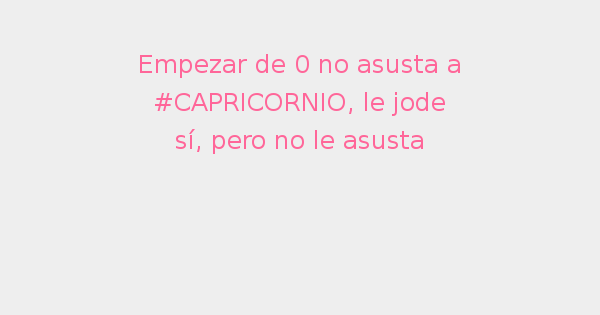 Empezar de 0 no asusta a
#CAPRICORNIO, le jode
sí, pero no le asusta